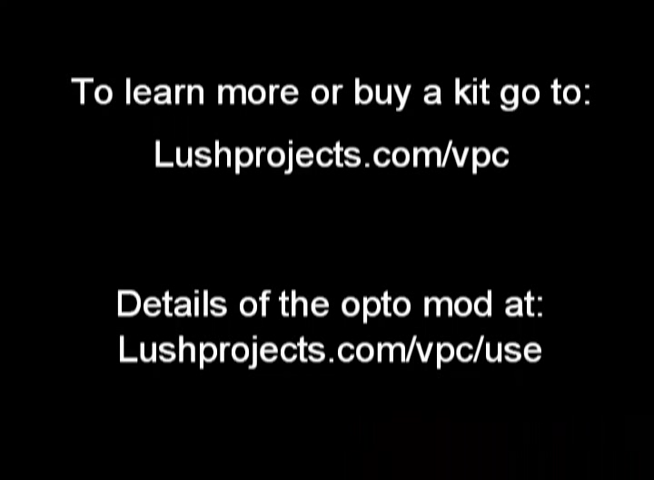 To learn more or buy a kit go to:
Lushprojects.com/vpc
Details of the opto mod at:
Lushprojects.com/vpc/use